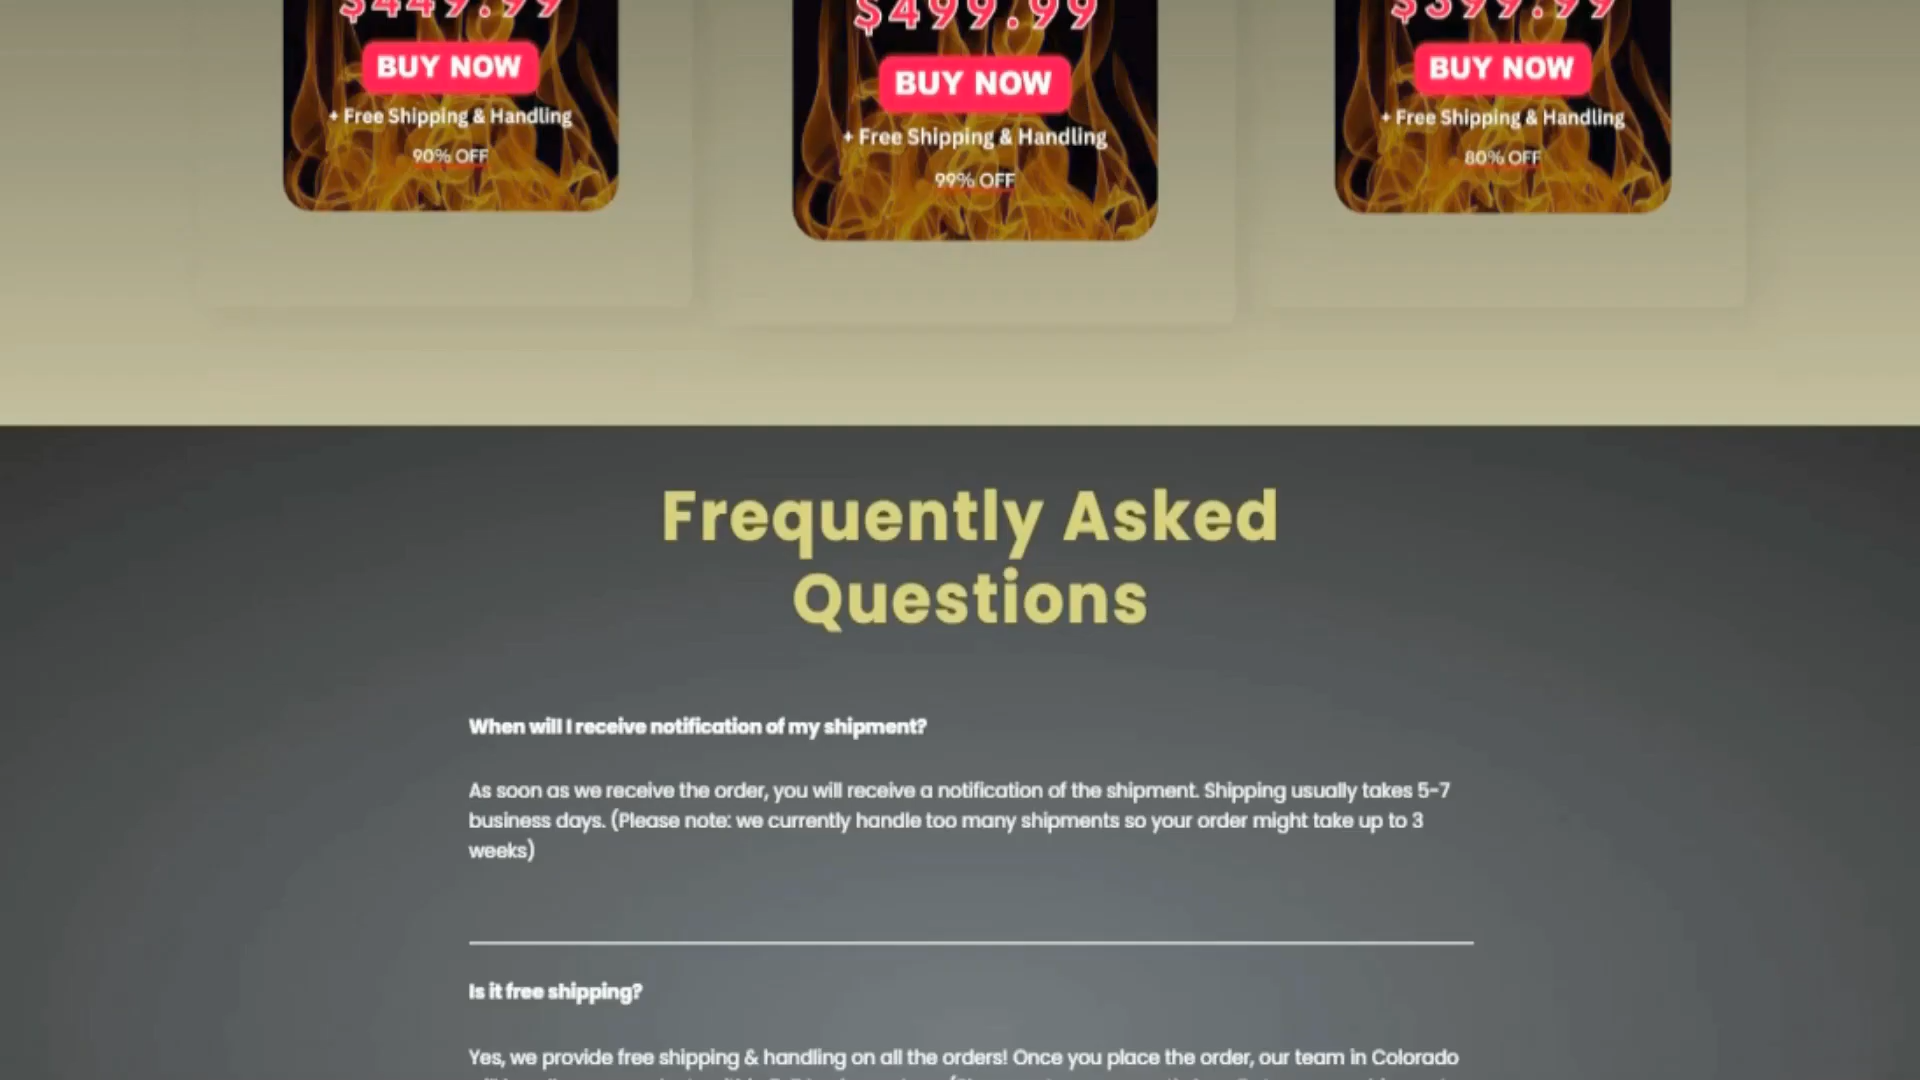 $449.99
$499.99
$399.99
BUY NOW
BUY NOW
BUY NOW
+ Free Shipping & Handling
+ Free Shipping & Handling
+ Free Shipping & Handling
90% OFF
99% OFF
80% OFF
Frequently Asked
Questions
When will I receive notification of my shipment?
As soon as we receive the order, you will receive a notification of the shipment. Shipping usually takes 5-7
business days. (Please note: we currently handle too many shipments so your order might take up to 3
weeks)
Is it free shipping?
Yes, we provide free shipping & handling on all the orders! Once you place the order, our team in Colorado